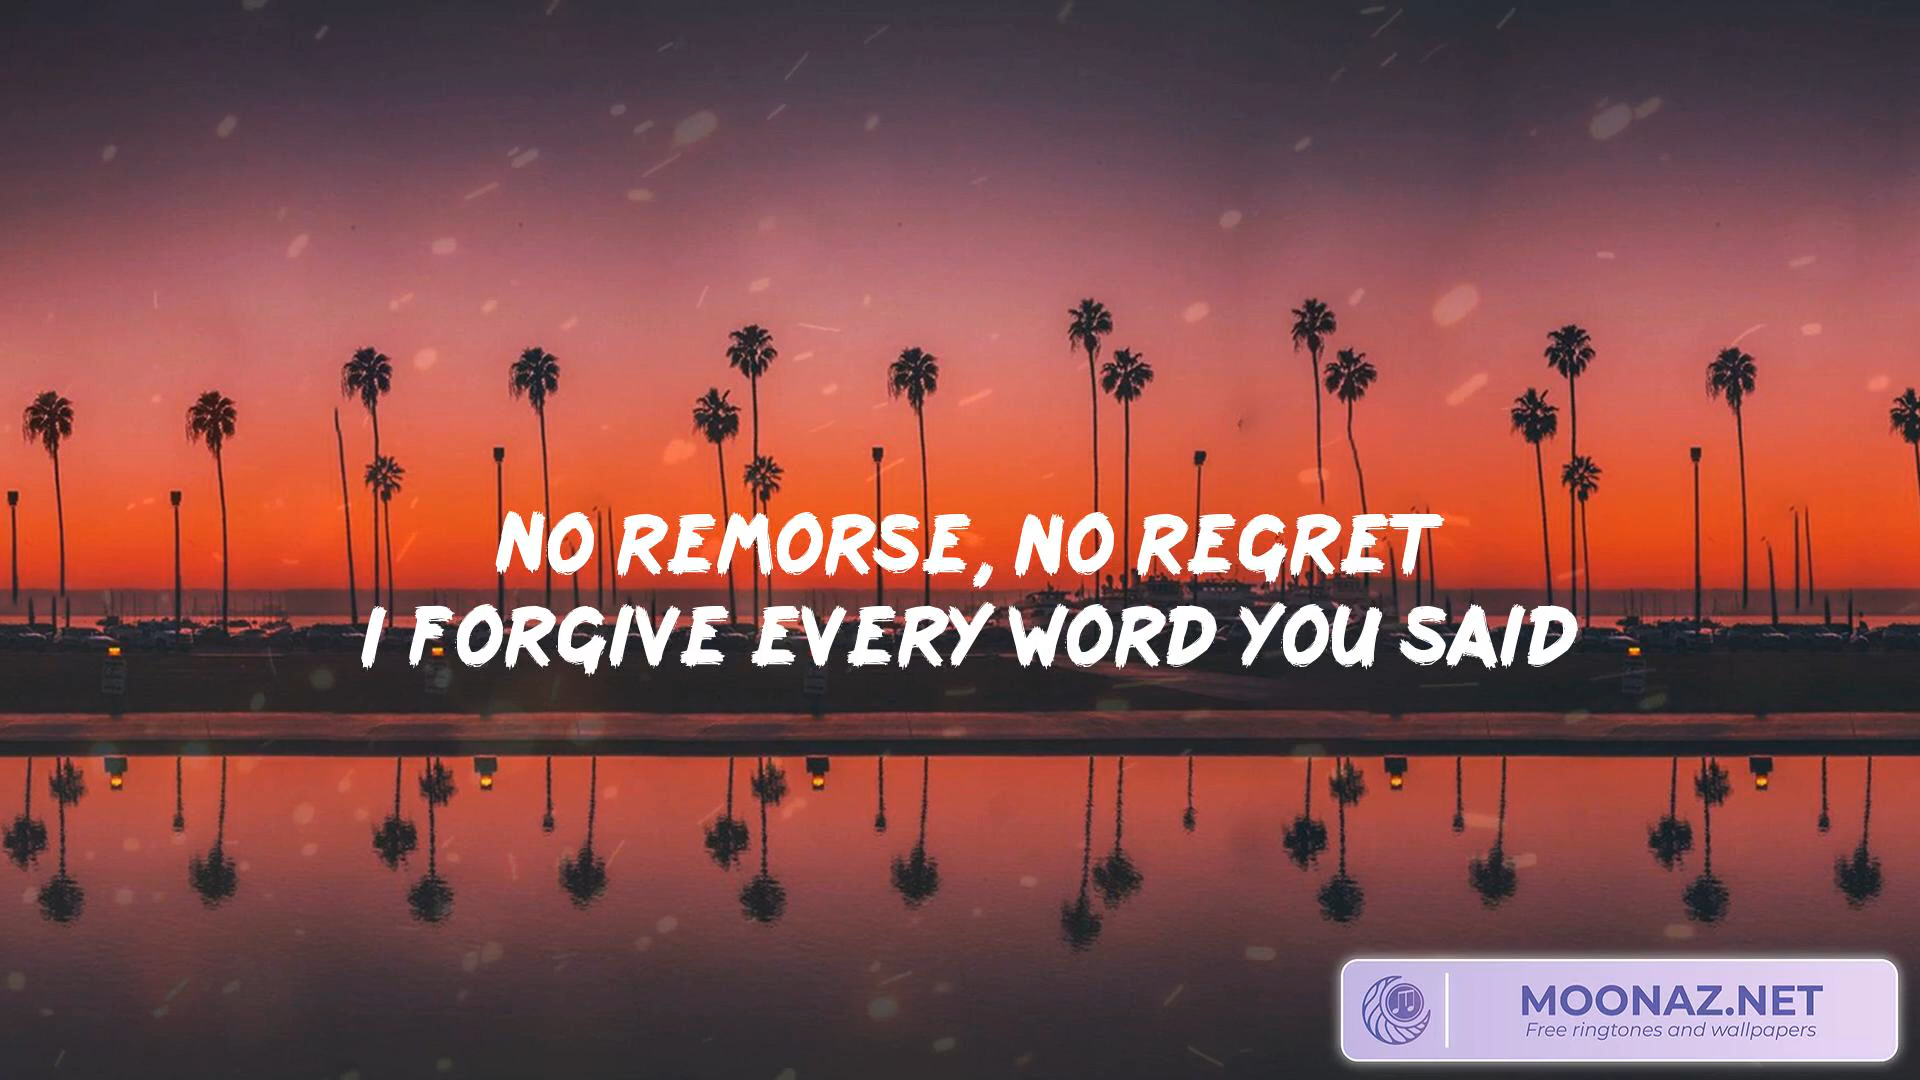 NO REMORSE, NO REGRET
I FORGIVE EVERY WORD YOU SAID
MOONAZ.NET
Free ringtones and wallpapers